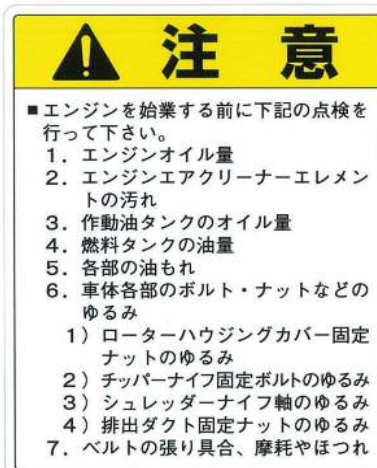 注 意
■エンジンを始業する前に下記の点検を
行って下さい。
1．エンジンオイル量
2．エンジンエアクリーナーエレメン
トの汚れ
3．作動油タンクのオイル量
4．燃料タンクの油量
5．各部の油もれ
6．車体各部のボルト・ナットなどの
ゆるみ
1）ローターハウジングカバー固定
ナットのゆるみ
2）チッパーナイフ固定ボルトのゆるみ
3）シュレッダーナイフ軸のゆるみ
4）排出ダクト固定ナットのゆるみ
7．ベルトの張り具合、摩耗やほつれ